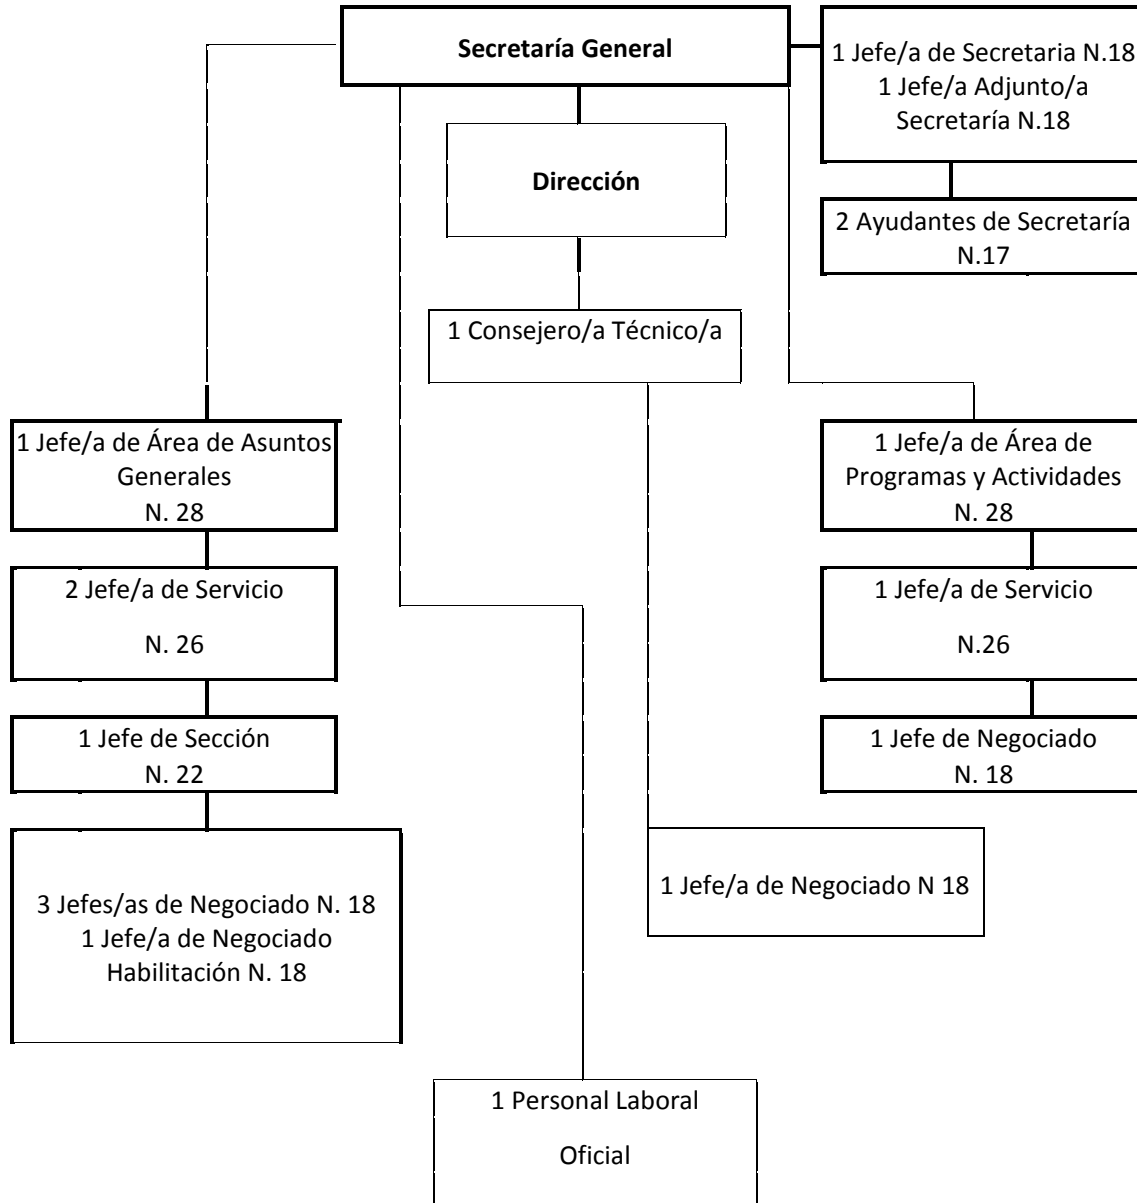 Secretaría General
1 Jefe/a de Secretaria N.18
1 Jefe/a Adjunto/a
Secretaría N.18
Dirección
2 Ayudantes de Secretaría
N.17
1 Consejero/a Técnico/a
1 Jefe/a de Área de Asuntos
Generales
N. 28
1 Jefe/a de Área de
Programas y Actividades
N. 28
2 Jefe/a de Servicio
N. 26
1 Jefe/a de Servicio
N.26
1 Jefe de Sección
N. 22
1 Jefe de Negociado
N. 18
3 Jefes/as de Negociado N. 18
1 Jefe/a de Negociado
Habilitación N. 18
1 Jefe/a de Negociado N 18
1 Personal Laboral
Oficial